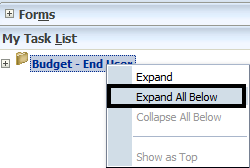 Forms
My Task List
Budget - End User
Expand
Expand All Below
Collapse All Below
Show as Top